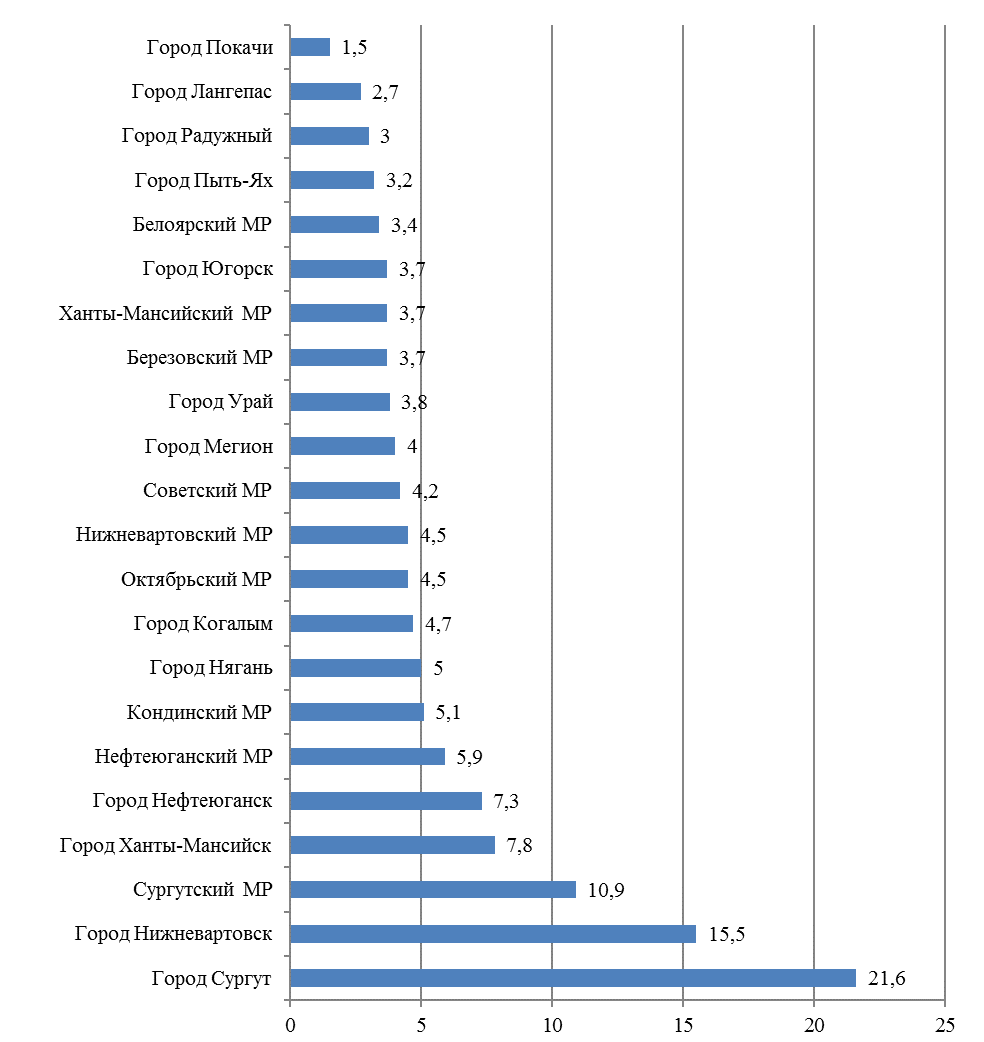 Город Покачи 1,5
Город Лангепас 2,7
Город Радужный 3
Город Пыть-Ях 3,2
Белоярский МР 3,4
Город Югорск 3,7
Ханты-Мансийский МР 3,7
Березовский МР 3,7
Город Урай 3,8
Город Мегион 4
Советский МР 4,2
Нижневартовский МР 4,5
Октябрьский МР 4,5
Город Когалым 4,7
Город Нягань 5
Кондинский МР 5,1
Нефтеюганский МР 5,9
Город Нефтеюганск 7,3
Город Ханты-Мансийск 7,8
Сургутский МР 10,9
Город Нижневартовск 15,5
Город Сургут 21,6
0 5 10 15 20 25